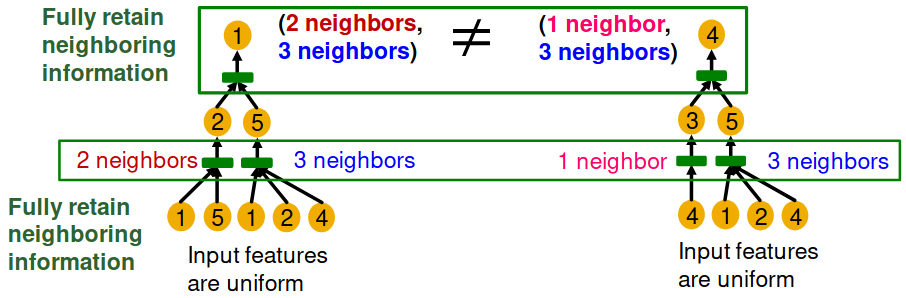 Fully retain
neighboring
information
1
(2 neighbors,
3 neighbors)
≠
(1 neighbor,
3 neighbors)
4
2 5
3 5
2 neighbors
3 neighbors
1 neighbor
3 neighbors
Fully retain
neighboring
information
1 5 1 2 4
4 1 2 4
Input features
are uniform
Input features
are uniform